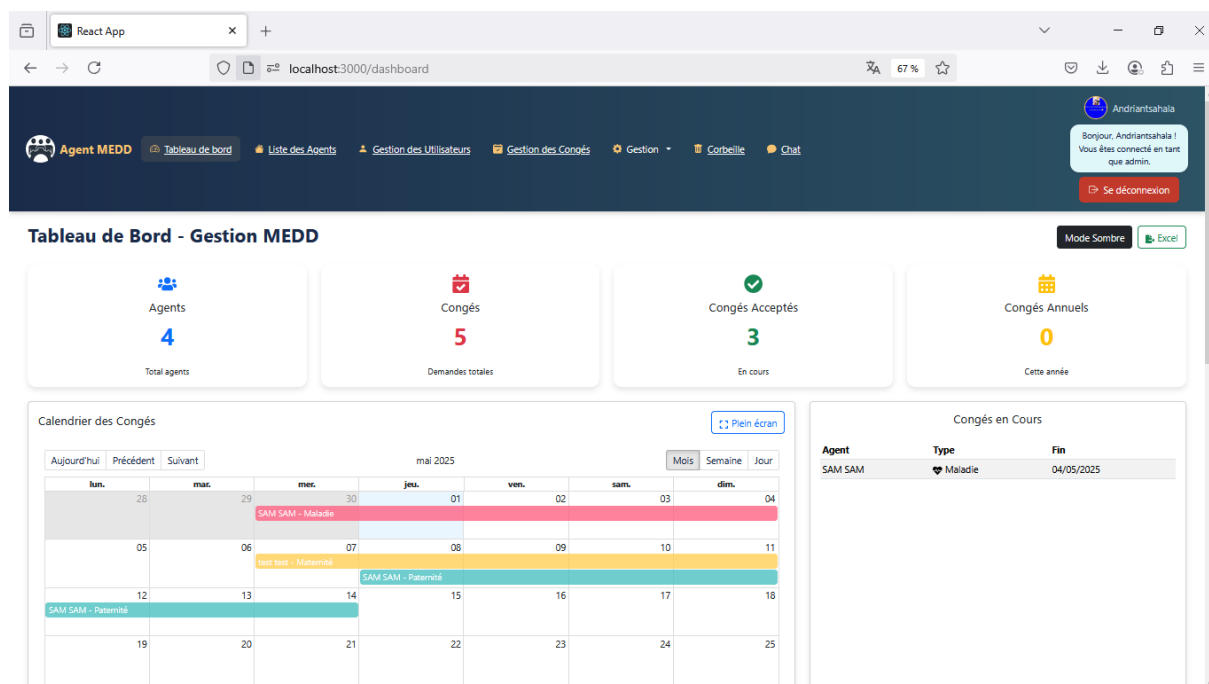 React App
localhost:3000/dashboard
67 %
Andriantsahala
Agent MEDD Tableau de bord Liste des Agents Gestion des Utilisateurs Gestion des Congés Gestion Corbeille Chat
Bonjour, Andriantsahala !
Vous êtes connecté en tant
que admin.
Se déconnexion
Tableau de Bord - Gestion MEDD
Mode Sombre Excel
Agents Congés Congés Acceptés Congés Annuels
4 5 3 0
Total agents Demandes totales En cours Cette année
Calendrier des Congés Plein écran
Aujourd'hui Précédent Suivant mai 2025 Mois Semaine Jour
lun. mar. mer. jeu. ven. sam. dim.
28 29 30 01 02 03 04
SAM SAM - Maladie
05 06 07 08 09 10 11
test test - Maternité
SAM SAM - Paternité
12 13 14 15 16 17 18
SAM SAM - Paternité
19 20 21 22 23 24 25
Congés en Cours
Agent Type Fin
SAM SAM Maladie 04/05/2025